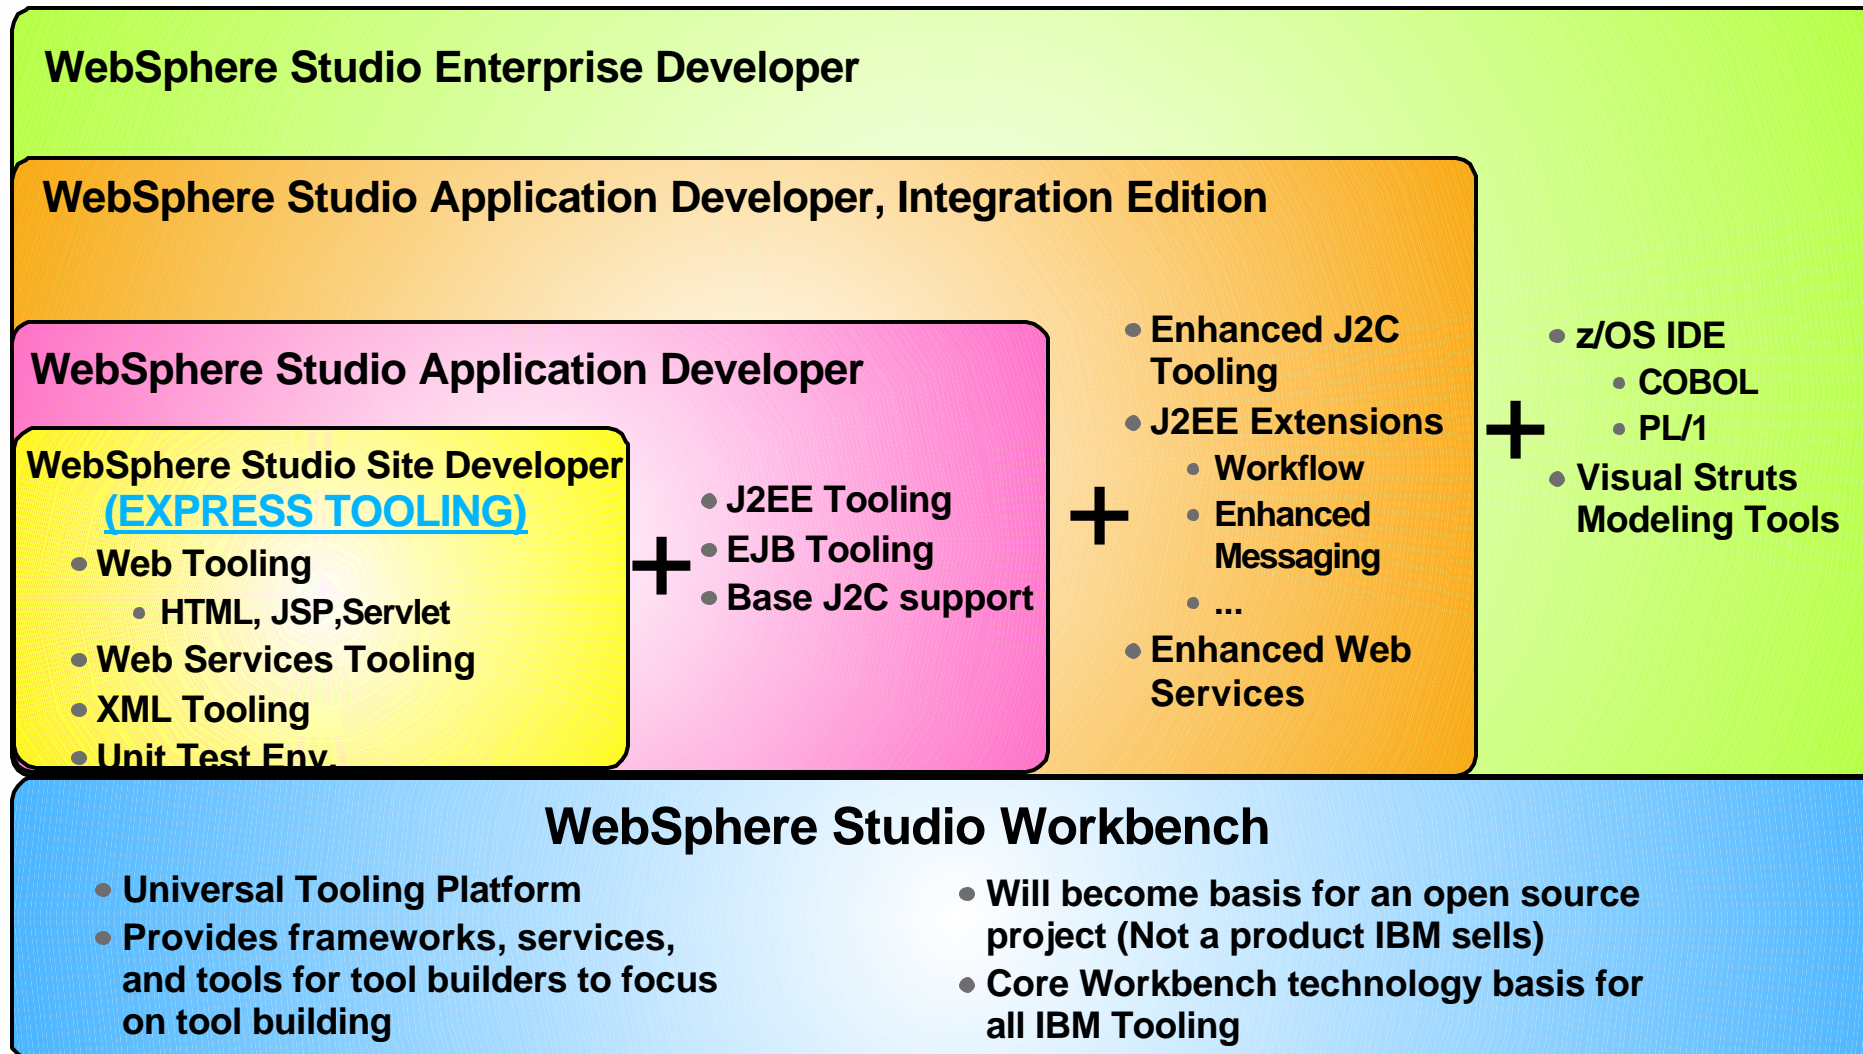 WebSphere Studio Enterprise Developer
WebSphere Studio Application Developer, Integration Edition
WebSphere Studio Application Developer
WebSphere Studio Site Developer
(EXPRESS TOOLING)
Web Tooling
HTML, JSP,Servlet
Web Services Tooling
XML Tooling
Unit Test Env.
+
J2EE Tooling
EJB Tooling
Base J2C support
+
Enhanced J2C
Tooling
J2EE Extensions
Workflow
Enhanced
Messaging
...
Enhanced Web
Services
+
z/OS IDE
COBOL
PL/1
Visual Struts
Modeling Tools
WebSphere Studio Workbench
Universal Tooling Platform
Provides frameworks, services,
and tools for tool builders to focus
on tool building
Will become basis for an open source
project (Not a product IBM sells)
Core Workbench technology basis for
all IBM Tooling